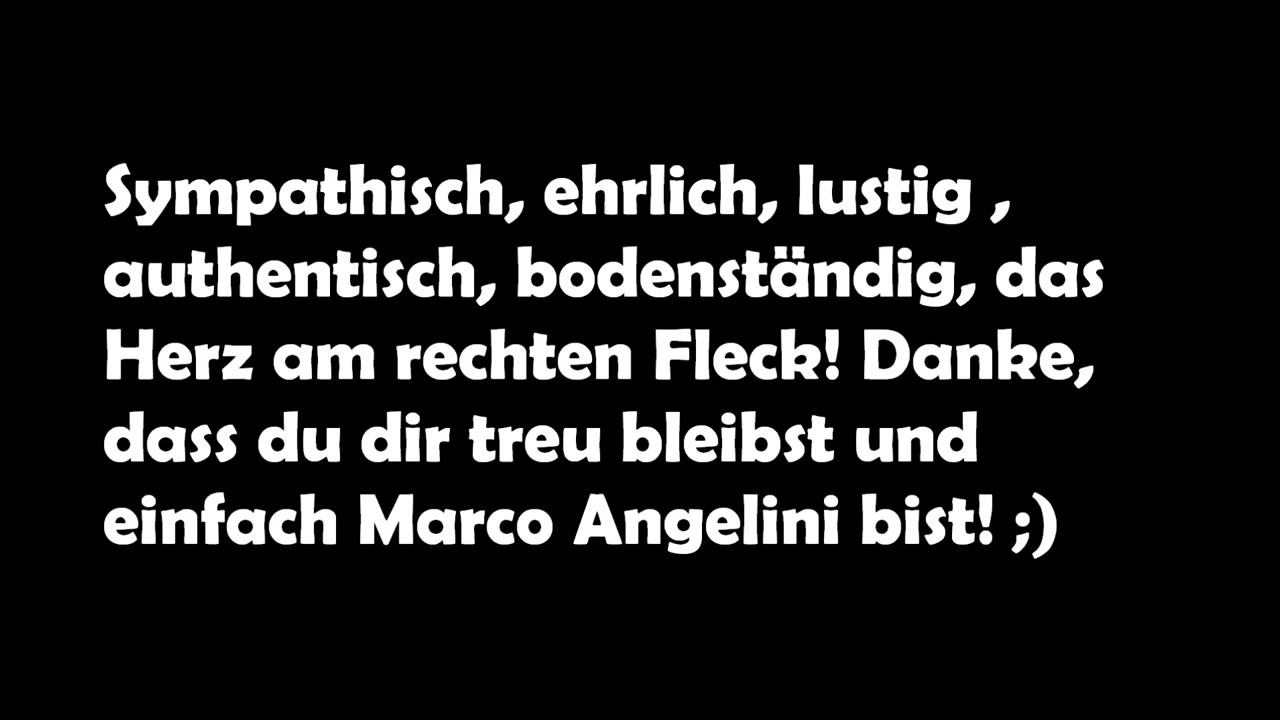 Sympathisch, ehrlich, lustig ,
authentisch, bodenständig, das
Herz am rechten Fleck! Danke,
dass du dir treu bleibst und
einfach Marco Angelini bist! ;)